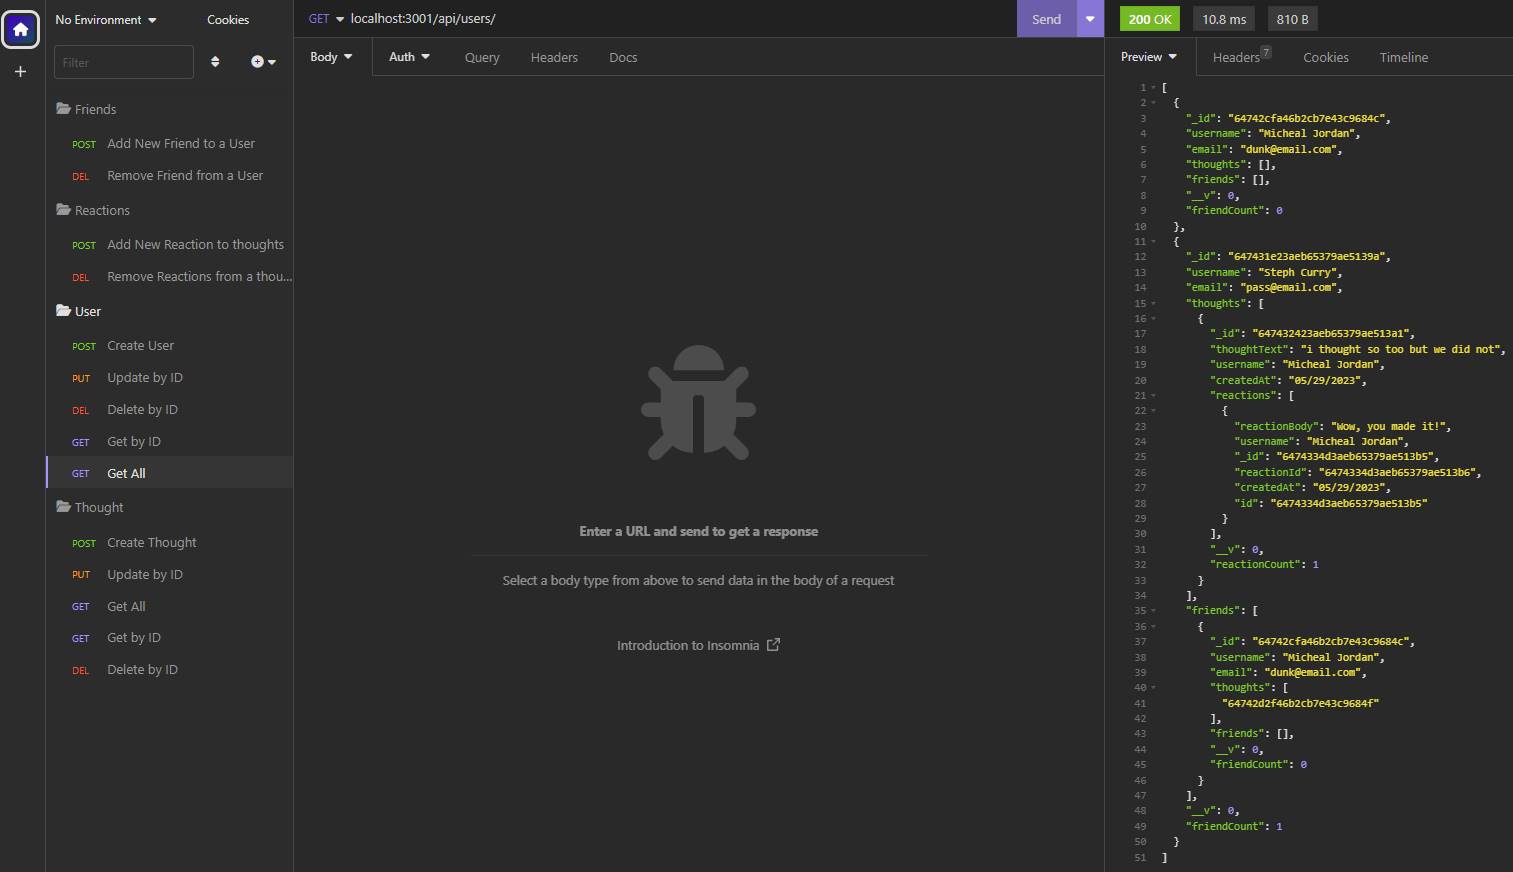 No Environment
Cookies
Filter
Friends
POST Add New Friend to a User
DEL Remove Friend from a User
Reactions
POST Add New Reaction to thoughts
DEL Remove Reactions from a thou...
User
POST Create User
PUT Update by ID
DEL Delete by ID
GET Get by ID
GET Get All
Thought
POST Create Thought
PUT Update by ID
GET Get All
GET Get by ID
DEL Delete by ID
GET localhost:3001/api/users/
Send
Body Auth Query Headers Docs
Enter a URL and send to get a response
Select a body type from above to send data in the body of a request
Introduction to Insomnia
200 OK 10.8 ms 810 B
Preview Headers 7 Cookies Timeline
1 [
2 {
3 "_id": "64742cfa46b2cb7e43c9684c",
4 "username": "Micheal Jordan",
5 "email": "dunk@email.com",
6 "thoughts": [],
7 "friends": [],
8 "__v": 0,
9 "friendCount": 0
10 },
11 {
12 "_id": "647431e23aeb65379ae5139a",
13 "username": "Steph Curry",
14 "email": "pass@email.com",
15 "thoughts": [
16 {
17 "_id": "647432423aeb65379ae513a1",
18 "thoughtText": "i thought so too but we did not",
19 "username": "Micheal Jordan",
20 "createdAt": "05/29/2023",
21 "reactions": [
22 {
23 "reactionBody": "Wow, you made it!",
24 "username": "Micheal Jordan",
25 "_id": "6474334d3aeb65379ae513b5",
26 "reactionId": "6474334d3aeb65379ae513b6",
27 "createdAt": "05/29/2023",
28 "id": "6474334d3aeb65379ae513b5"
29 }
30 ],
31 "__v": 0,
32 "reactionCount": 1
33 }
34 ],
35 "friends": [
36 {
37 "_id": "64742cfa46b2cb7e43c9684c",
38 "username": "Micheal Jordan",
39 "email": "dunk@email.com",
40 "thoughts": [
41 "64742d2f46b2cb7e43c9684f"
42 ],
43 "friends": [],
44 "__v": 0,
45 "friendCount": 0
46 }
47 ],
48 "__v": 0,
49 "friendCount": 1
50 }
51 ]